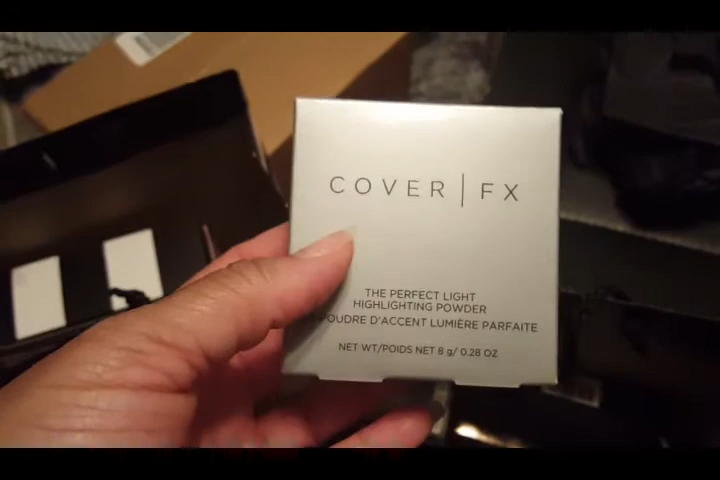 COVER | FX
THE PERFECT LIGHT
HIGHLIGHTING POWDER
POUDRE D'ACCENT LUMIÈRE PARFAITE
NET WT/POIDS NET 8 g/ 0.28 OZ